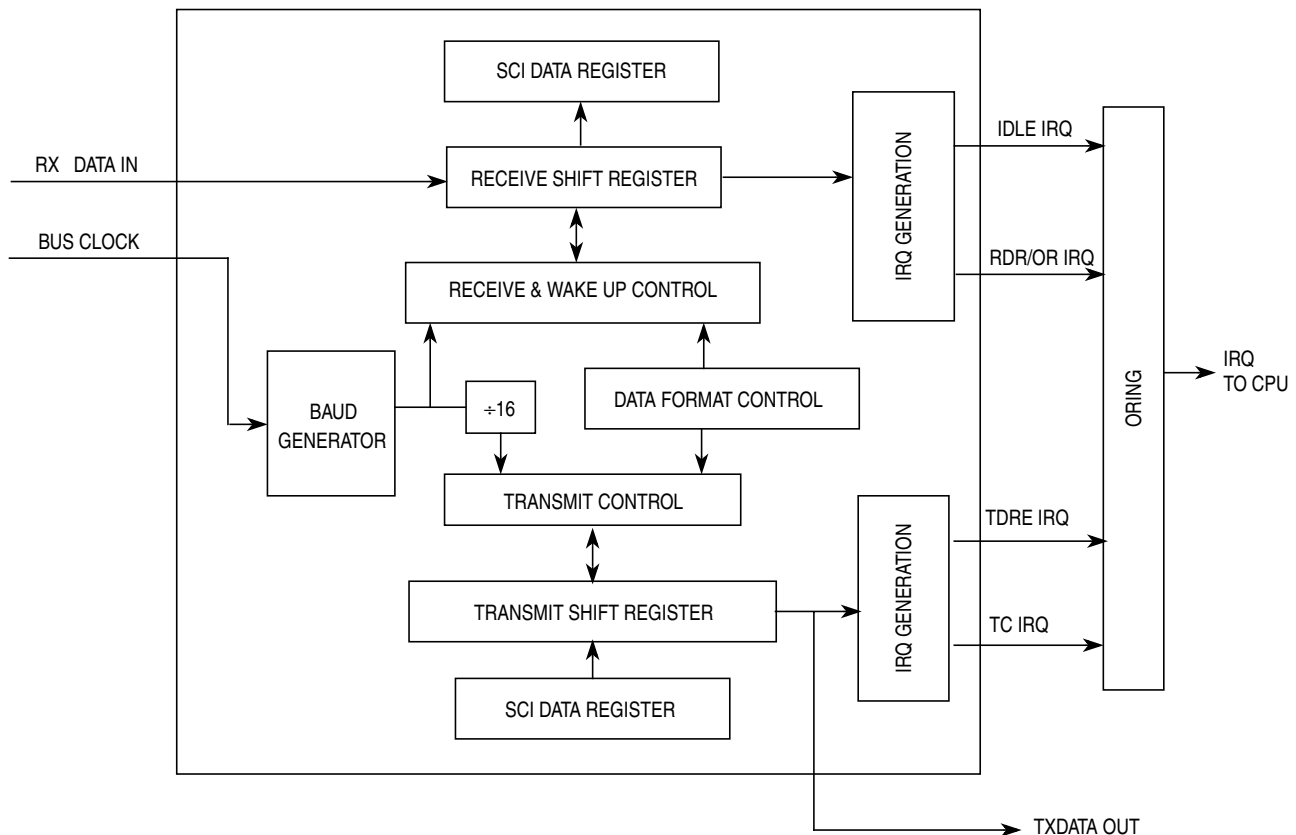 SCI DATA REGISTER
IDLE IRQ
RX DATA IN
RECEIVE SHIFT REGISTER
IRQ GENERATION
BUS CLOCK
RDR/OR IRQ
RECEIVE & WAKE UP CONTROL
IRQ
TO CPU
ORING
BAUD
GENERATOR
÷16
DATA FORMAT CONTROL
TRANSMIT CONTROL
TDRE IRQ
IRQ GENERATION
TRANSMIT SHIFT REGISTER
TC IRQ
SCI DATA REGISTER
TXDATA OUT